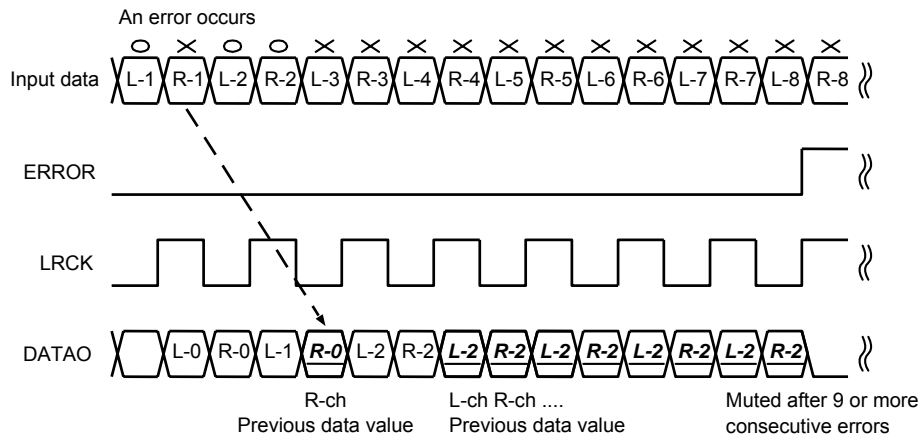 An error occurs
O X O O X X X X X X X X X X X X
Input data L-1 R-1 L-2 R-2 L-3 R-3 L-4 R-4 L-5 R-5 L-6 R-6 L-7 R-7 L-8 R-8
ERROR
LRCK
DATAO L-0 R-0 L-1 R-0 L-2 R-2 L-2 R-2 L-2 R-2 L-2 R-2 L-2 R-2
R-ch
Previous data value
L-ch R-ch ....
Previous data value
Muted after 9 or more
consecutive errors